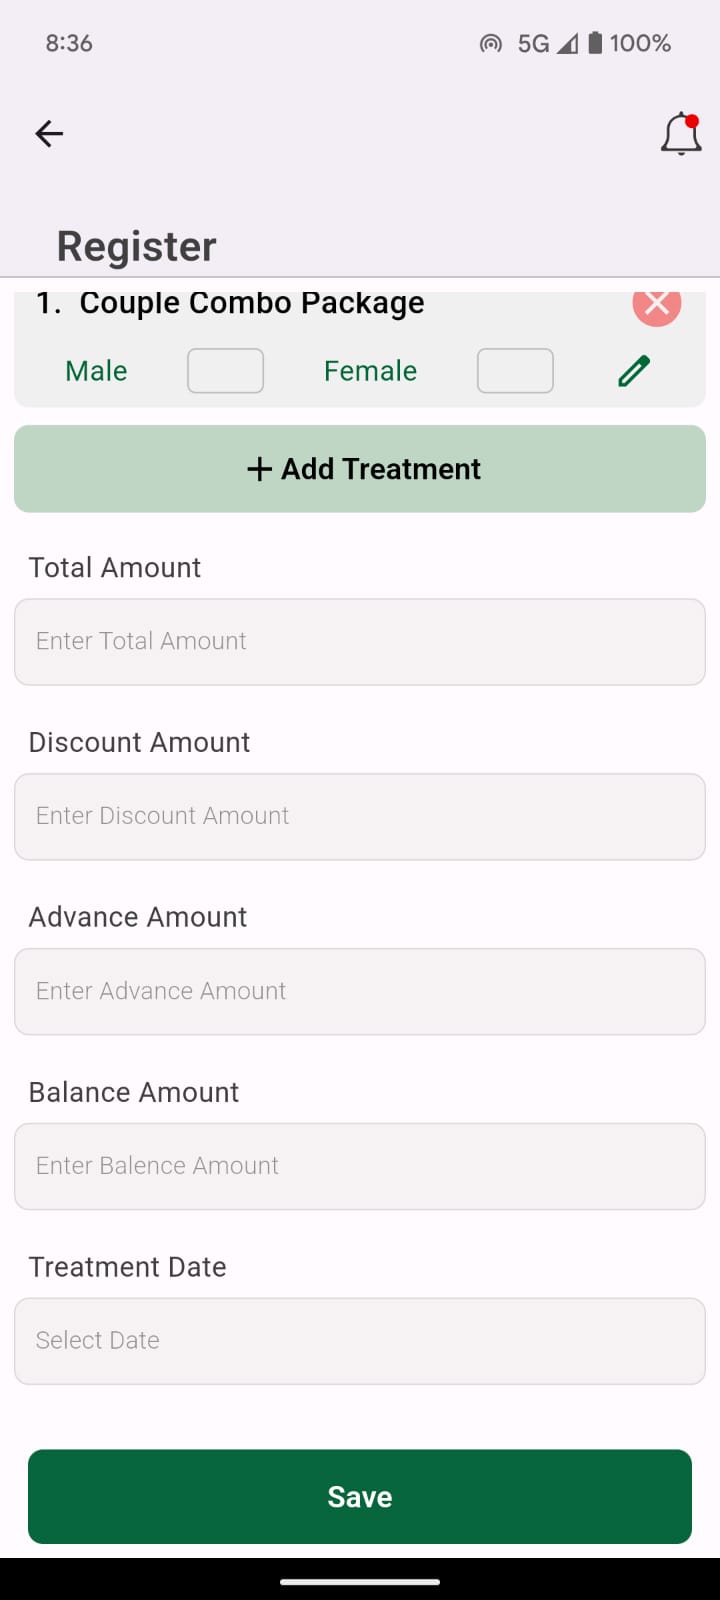 8:36 5G 100%
Register
1. Couple Combo Package
Male Female
+ Add Treatment
Total Amount
Enter Total Amount
Discount Amount
Enter Discount Amount
Advance Amount
Enter Advance Amount
Balance Amount
Enter Balence Amount
Treatment Date
Select Date
Save